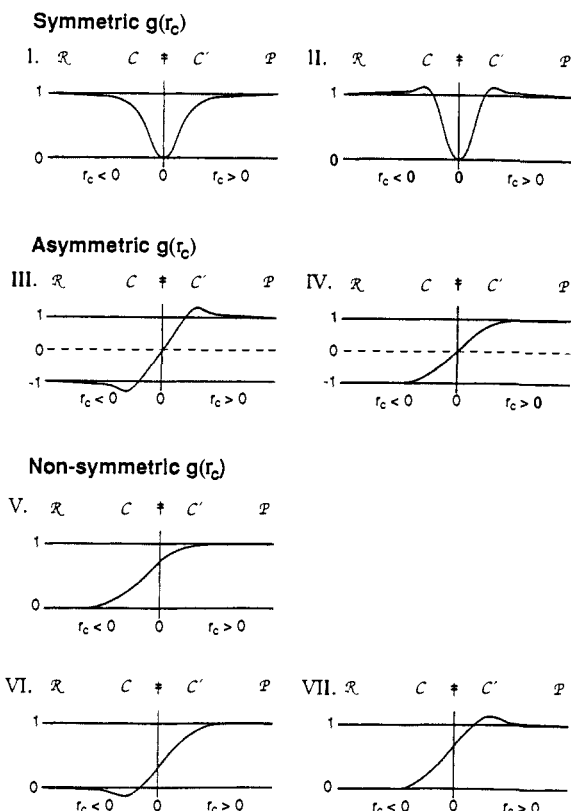 Symmetric g(r_c)
I. ℛ C ‡ C′ 𝒫 II. ℛ C ‡ C′ 𝒫
1 1
0 0
r_c < 0 0 r_c > 0 r_c < 0 0 r_c > 0
Asymmetric g(r_c)
III. ℛ C ‡ C′ 𝒫 IV. ℛ C ‡ C′ 𝒫
1 1
0 0
-1 -1
r_c < 0 0 r_c > 0 r_c < 0 0 r_c > 0
Non-symmetric g(r_c)
V. ℛ C ‡ C′ 𝒫
1
0
r_c < 0 0 r_c > 0
VI. ℛ C ‡ C′ 𝒫 VII. ℛ C ‡ C′ 𝒫
1 1
0 0
r_c < 0 0 r_c > 0 r_c < 0 0 r_c > 0